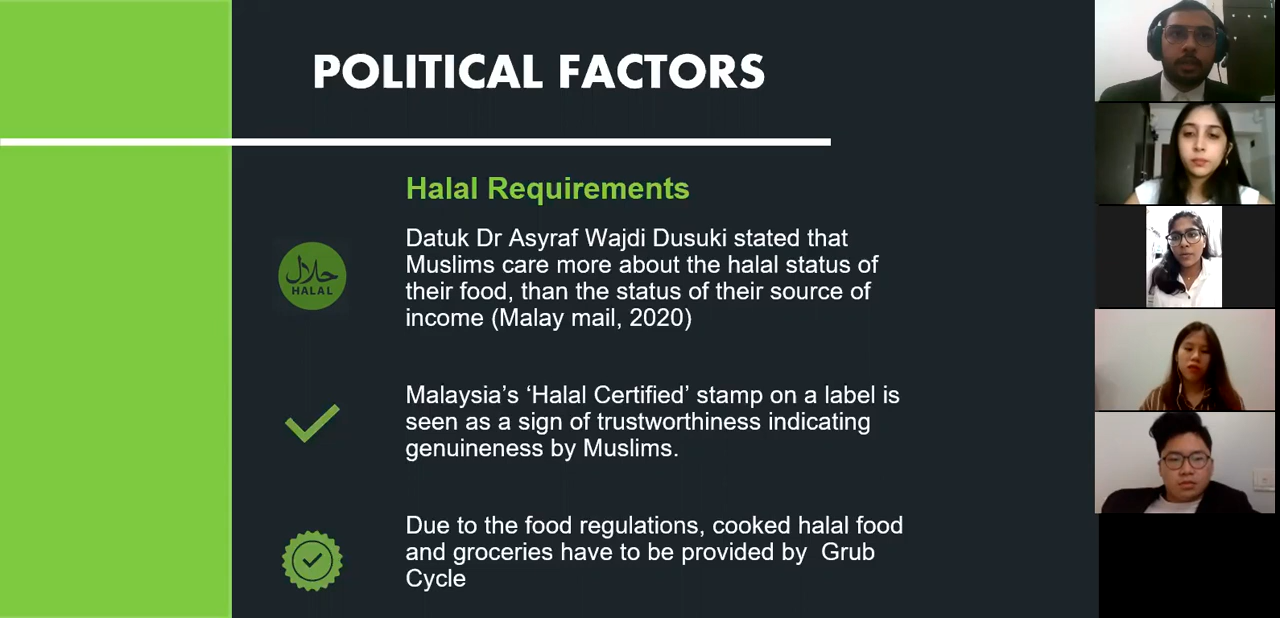 POLITICAL FACTORS
Halal Requirements
Datuk Dr Asyraf Wajdi Dusuki stated that
Muslims care more about the halal status of
their food, than the status of their source of
income (Malay mail, 2020)
حلال
HALAL
Malaysia's ‘Halal Certified’ stamp on a label is
seen as a sign of trustworthiness indicating
genuineness by Muslims.
Due to the food regulations, cooked halal food
and groceries have to be provided by Grub
Cycle